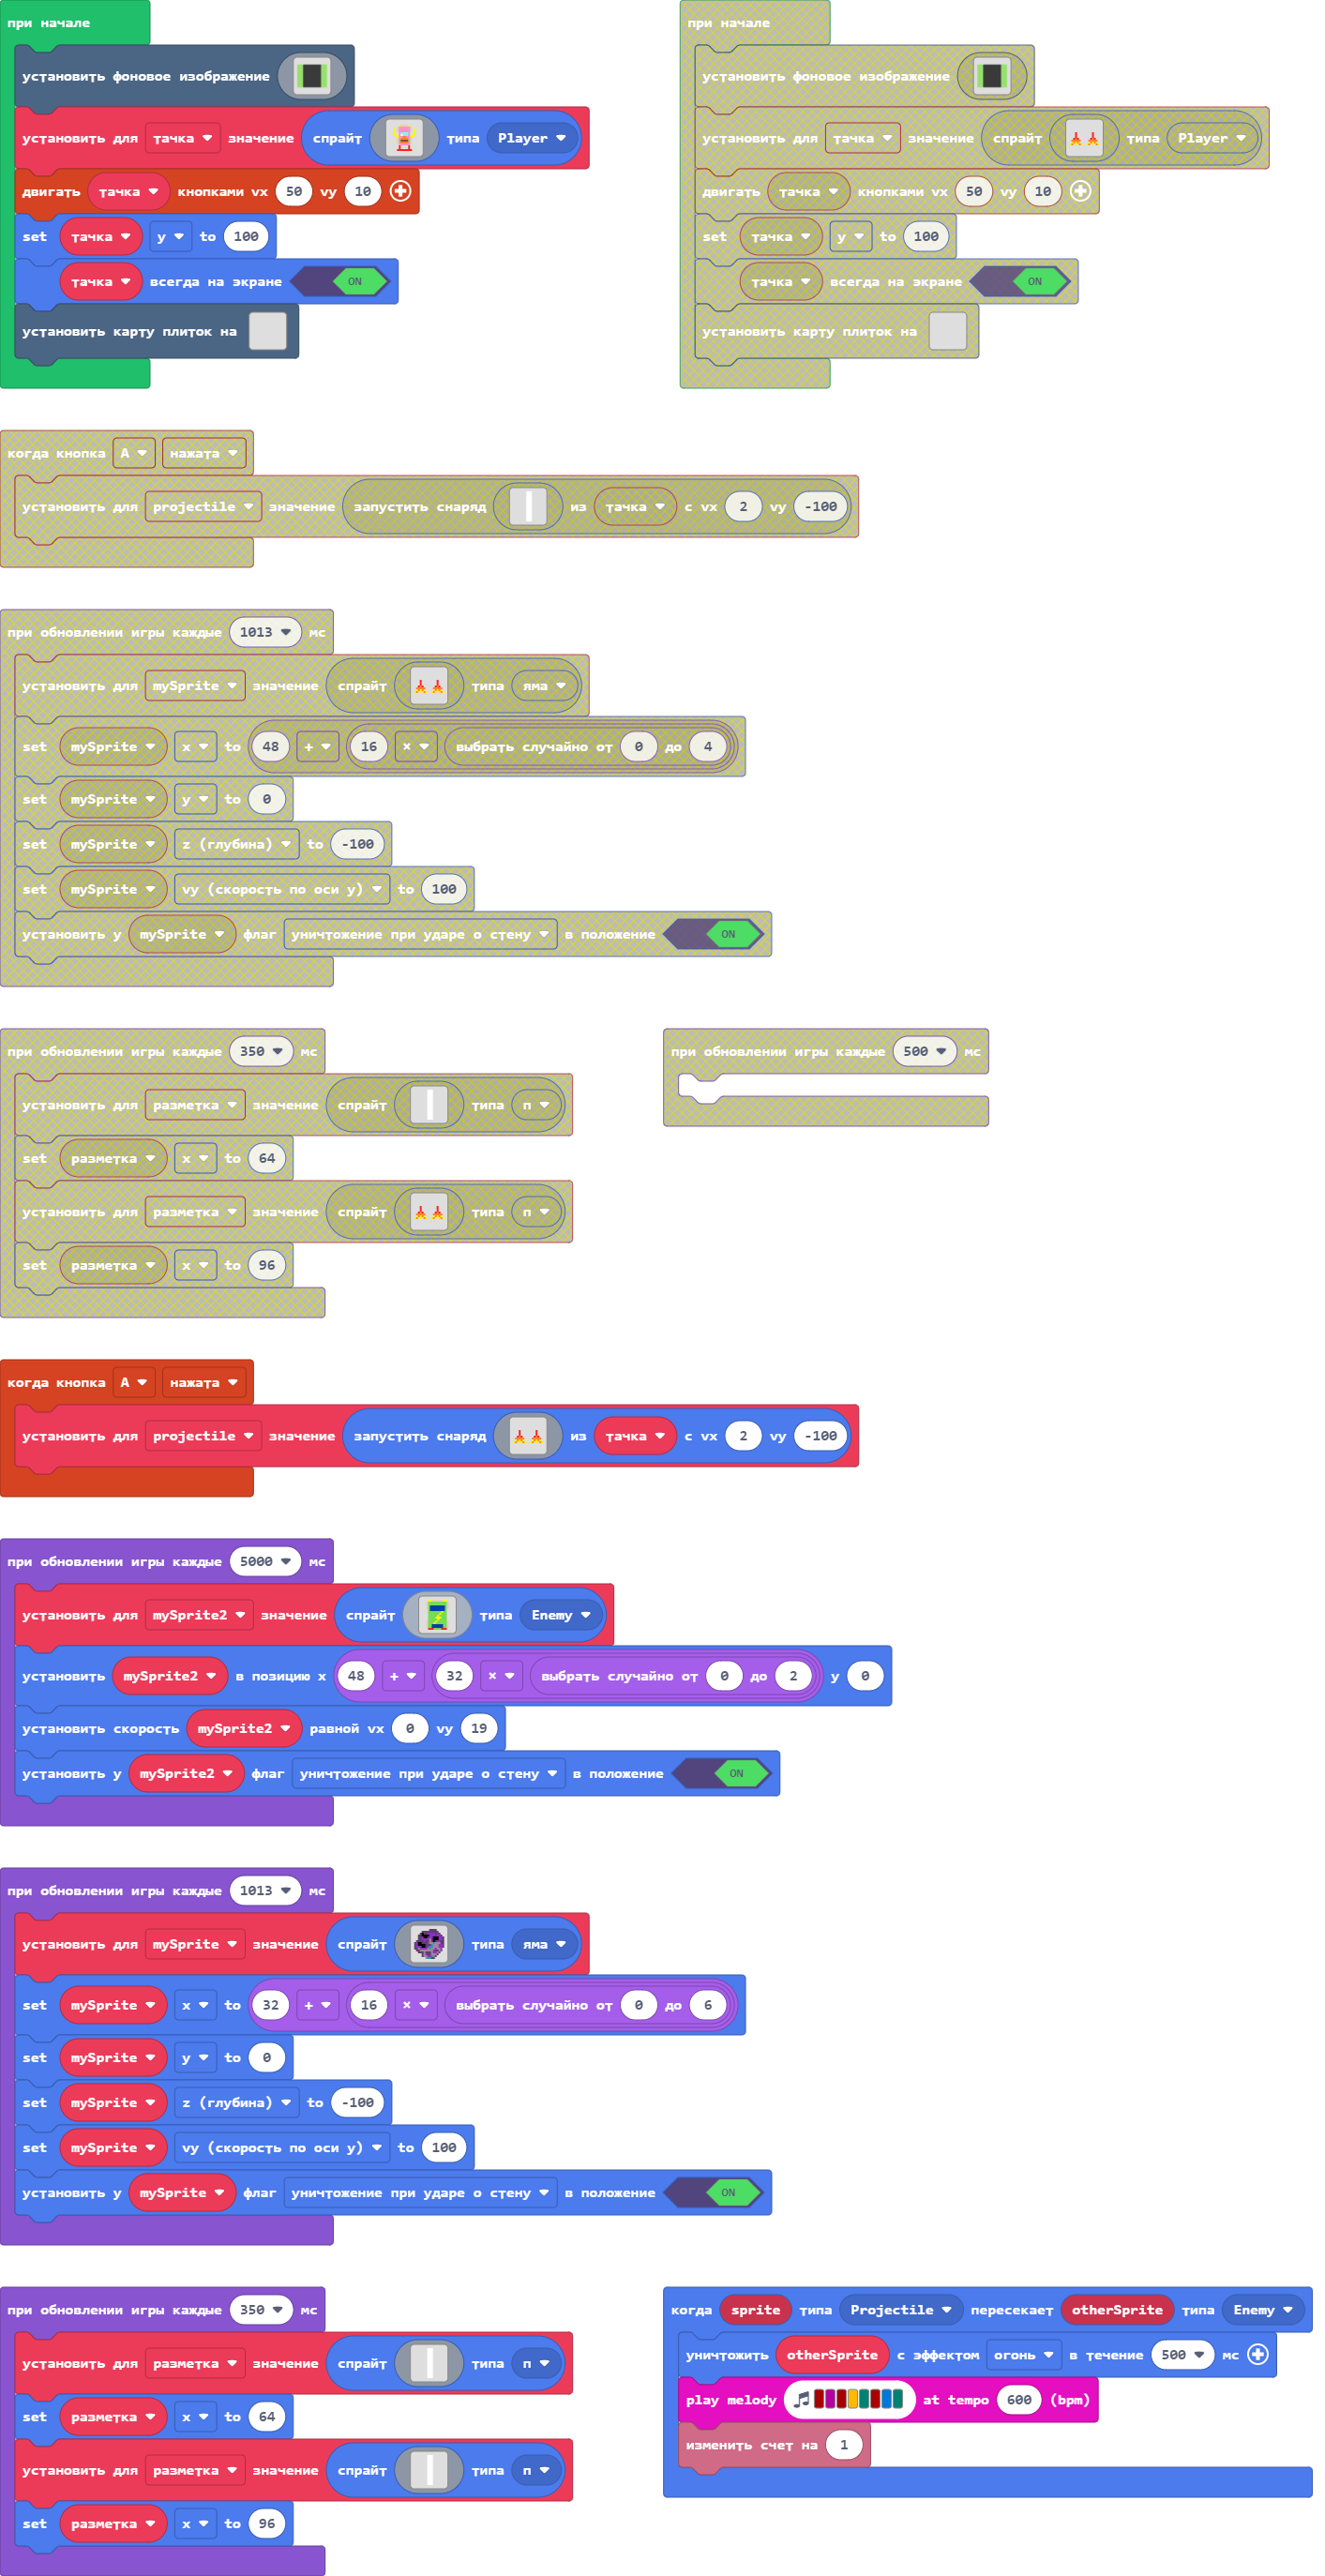 при начале
установить фоновое изображение
установить для тачка значение спрайт типа Player
двигать тачка кнопками vx 50 vy 10
set тачка y to 100
тачка всегда на экране ON
установить карту плиток на
при начале
установить фоновое изображение
установить для тачка значение спрайт типа Player
двигать тачка кнопками vx 50 vy 10
set тачка y to 100
тачка всегда на экране ON
установить карту плиток на
когда кнопка A нажата
установить для projectile значение запустить снаряд из тачка с vx 2 vy -100
при обновлении игры каждые 1013 мс
установить для mySprite значение спрайт типа яма
set mySprite x to 48 + 16 × выбрать случайно от 0 до 4
set mySprite y to 0
set mySprite z (глубина) to -100
set mySprite vy (скорость по оси y) to 100
установить у mySprite флаг уничтожение при ударе о стену в положение ON
при обновлении игры каждые 350 мс
установить для разметка значение спрайт типа п
set разметка x to 64
установить для разметка значение спрайт типа п
set разметка x to 96
при обновлении игры каждые 500 мс
когда кнопка A нажата
установить для projectile значение запустить снаряд из тачка с vx 2 vy -100
при обновлении игры каждые 5000 мс
установить для mySprite2 значение спрайт типа Enemy
установить mySprite2 в позицию x 48 + 32 × выбрать случайно от 0 до 2 y 0
установить скорость mySprite2 равной vx 0 vy 19
установить у mySprite2 флаг уничтожение при ударе о стену в положение ON
при обновлении игры каждые 1013 мс
установить для mySprite значение спрайт типа яма
set mySprite x to 32 + 16 × выбрать случайно от 0 до 6
set mySprite y to 0
set mySprite z (глубина) to -100
set mySprite vy (скорость по оси y) to 100
установить у mySprite флаг уничтожение при ударе о стену в положение ON
при обновлении игры каждые 350 мс
установить для разметка значение спрайт типа п
set разметка x to 64
установить для разметка значение спрайт типа п
set разметка x to 96
когда sprite типа Projectile пересекает otherSprite типа Enemy
уничтожить otherSprite с эффектом огонь в течение 500 мс
play melody at tempo 600 (bpm)
изменить счет на 1